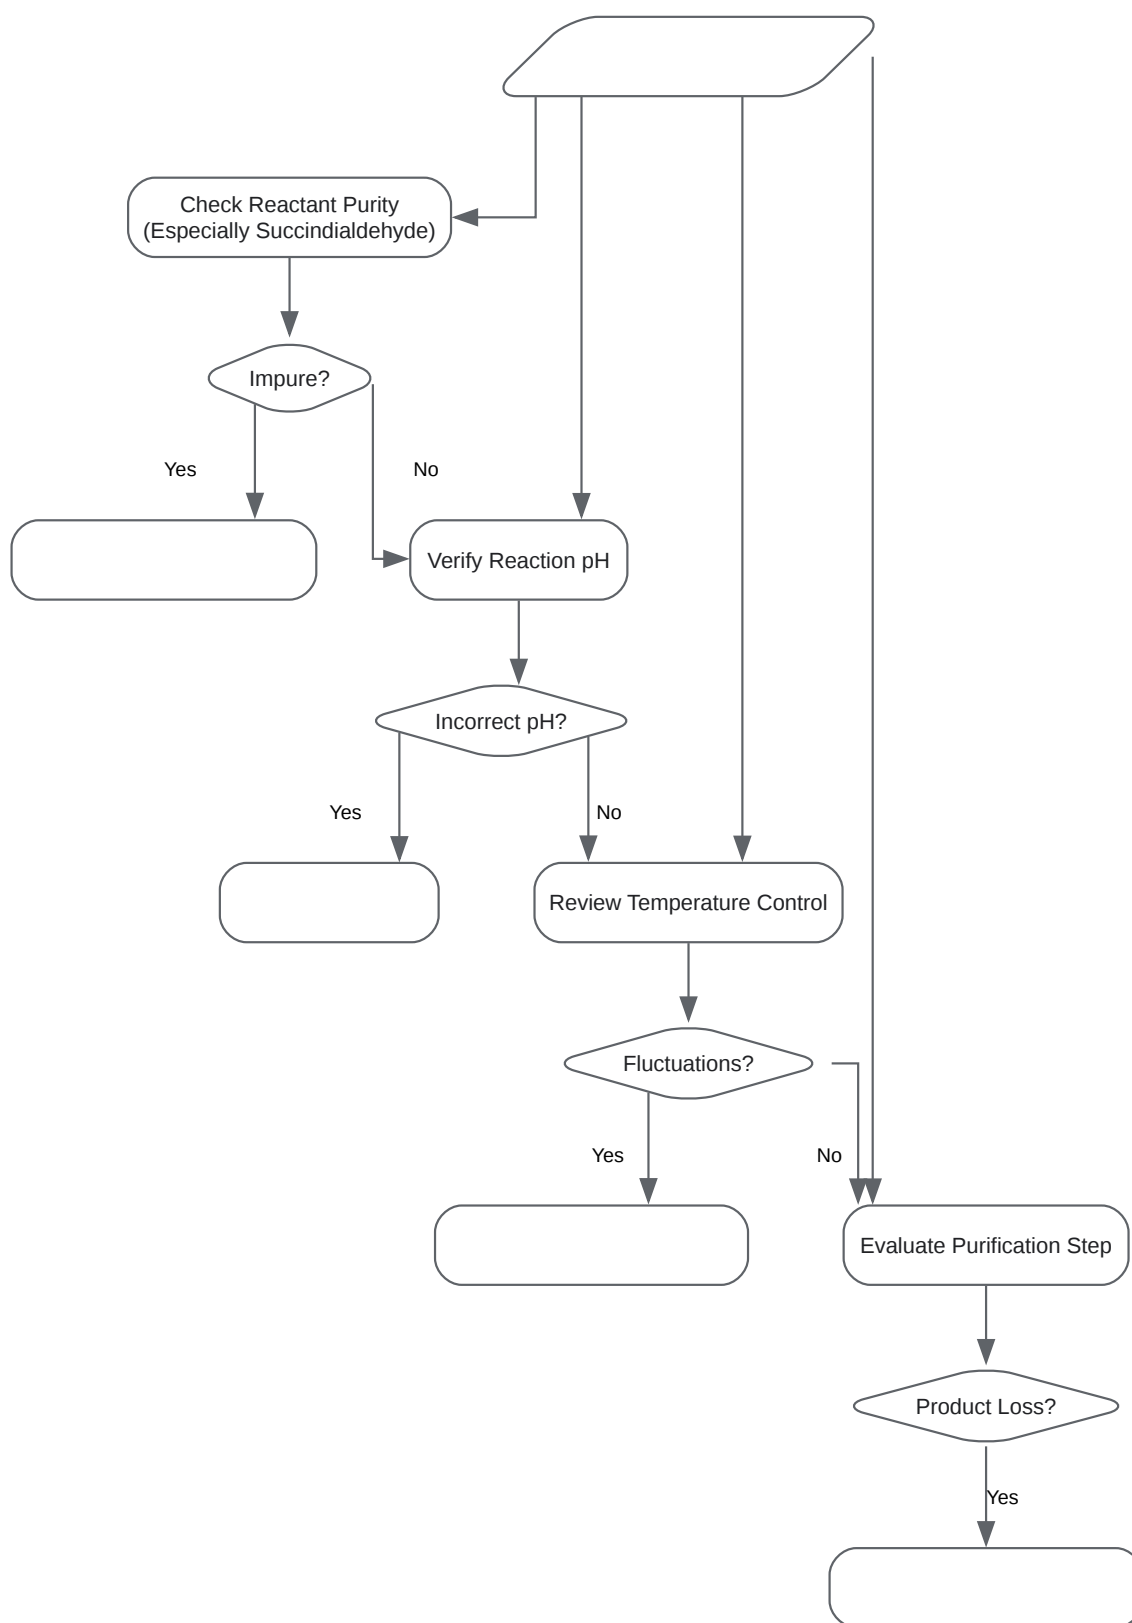 Check Reactant Purity
(Especially Succindialdehyde)
Impure?
Yes
No
Verify Reaction pH
Incorrect pH?
Yes
No
Review Temperature Control
Fluctuations?
Yes
No
Evaluate Purification Step
Product Loss?
Yes